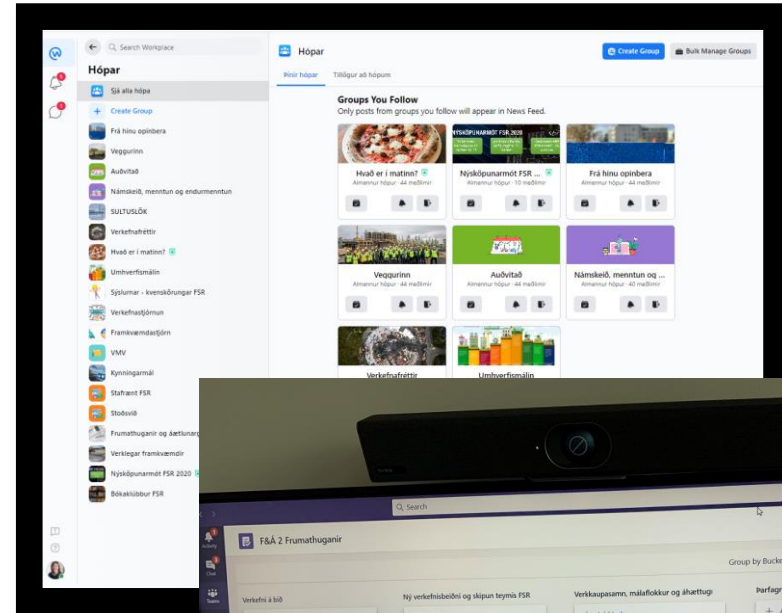 Search Workplace
Hópar
Sjá alla hópa
Create Group
Frá hinu opinbera
Veggurinn
Auðvitað
Námskeið, menntun og endurmenntun
SULTUSLÖK
Verkefnafréttir
Hvað er í matinn?
Umhverfismálin
Sýslumar - kvenskörungar FSR
Verkefnastjórnun
Framkvæmdastjórn
VMV
Kynningarmál
Stafrænt FSR
Stoðsvið
Frumathuganir og áætlunarg
Verklegar framkvæmdir
Nýsköpunarmót FSR 2020
Bókaklúbbur FSR
Hópar
Create Group
Bulk Manage Groups
Þínir hópar
Tillögur að hópum
Groups You Follow
Only posts from groups you follow will appear in News Feed.
Hvað er í matinn?
Almennur hópur · 44 meðlimir
NÝSKÖPUNARMÓT FSR 2020
Nýsköpunarmót FSR ...
Almennur hópur · 10 meðlimir
Frá hinu opinbera
Almennur hópur · 44 meðlimir
Veggurinn
Almennur hópur · 44 meðlimir
Auðvitað
Almennur hópur · 44 meðlimir
Námskeið, menntun og ...
Almennur hópur · 40 meðlimir
Verkefnafréttir
Umhverfismálin
Search
Activity
Chat
Teams
F&Á 2 Frumathuganir
Group by Bucke
Verkefni á bið
Ný verkefnisbeiðni og skipun teymis FSR
Verkkaupasamn, málaflokkur og áhættugr
Þarfagr